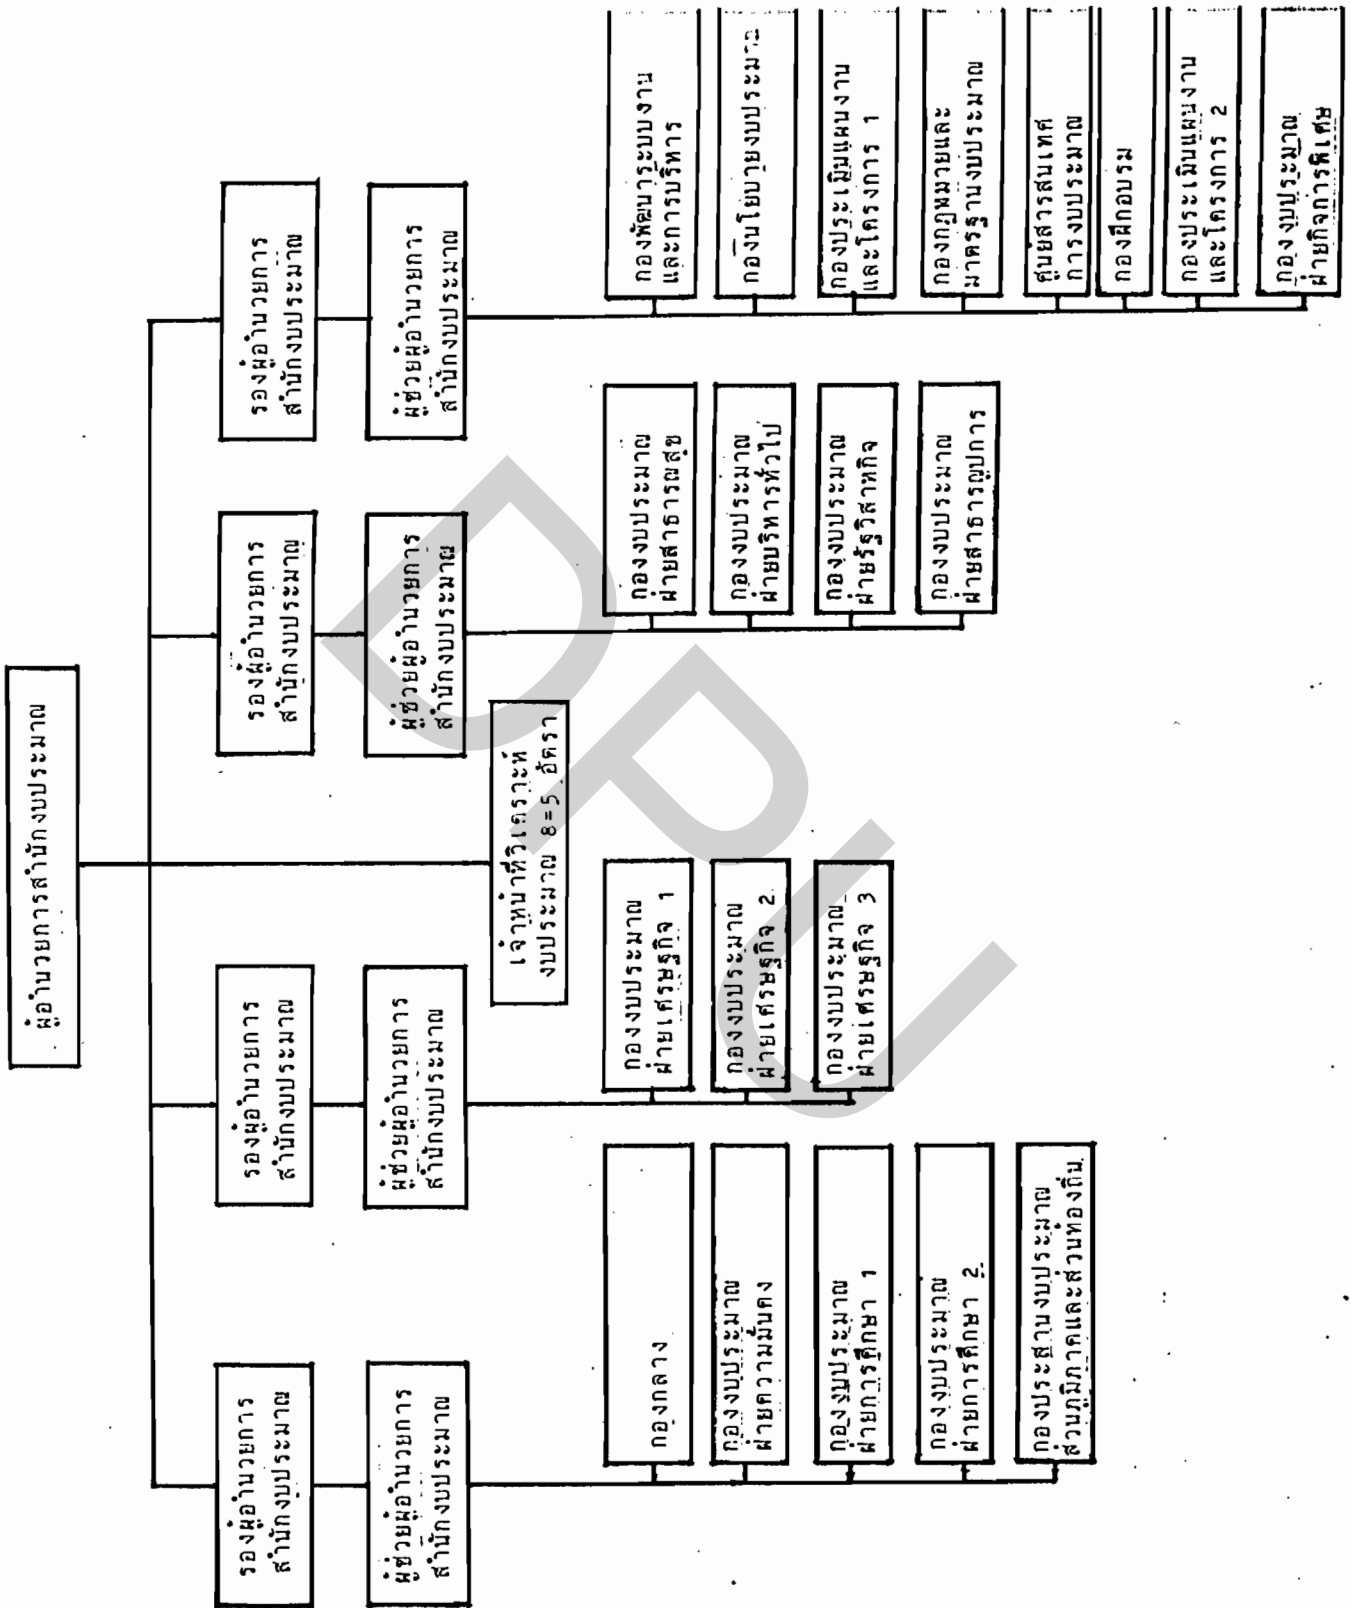 ผู้อำนวยการสำนักงบประมาณ
รองผู้อำนวยการ
สำนักงบประมาณ
ผู้ช่วยผู้อำนวยการ
สำนักงบประมาณ
กองกลาง
กองงบประมาณ
ฝ่ายความมั่นคง
กองงบประมาณ
ฝ่ายการศึกษา 1
กองงบประมาณ
ฝ่ายการศึกษา 2
กองประสานงบประมาณ
ส่วนภูมิภาคและส่วนท้องถิ่น
รองผู้อำนวยการ
สำนักงบประมาณ
ผู้ช่วยผู้อำนวยการ
สำนักงบประมาณ
กองงบประมาณ
ฝ่ายเศรษฐกิจ 1
กองงบประมาณ
ฝ่ายเศรษฐกิจ 2
กองงบประมาณ
ฝ่ายเศรษฐกิจ 3
เจ้าหน้าที่วิเคราะห์
งบประมาณ 8=5 อัตรา
รองผู้อำนวยการ
สำนักงบประมาณ
ผู้ช่วยผู้อำนวยการ
สำนักงบประมาณ
กองงบประมาณ
ฝ่ายสาธารณสุข
กองงบประมาณ
ฝ่ายบริหารทั่วไป
กองงบประมาณ
ฝ่ายรัฐวิสาหกิจ
กองงบประมาณ
ฝ่ายสาธารณูปการ
รองผู้อำนวยการ
สำนักงบประมาณ
ผู้ช่วยผู้อำนวยการ
สำนักงบประมาณ
กองพัฒนาระบบงาน
และการบริหาร
กองนโยบายงบประมาณ
กองประเมินแผนงาน
และโครงการ 1
กองกฎหมายและ
มาตรฐานงบประมาณ
ศูนย์สารสนเทศ
การงบประมาณ
กองฝึกอบรม
กองประเมินแผนงาน
และโครงการ 2
กองงบประมาณ
ฝ่ายกิจการพิเศษ
DPU